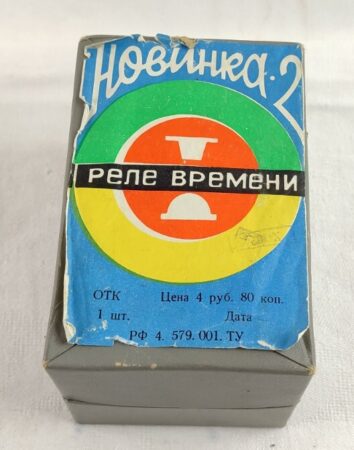 Новинка·2
реле времени
ОТК Цена 4 руб. 80 коп.
1 шт. Дата
РФ 4. 579. 001. ТУ